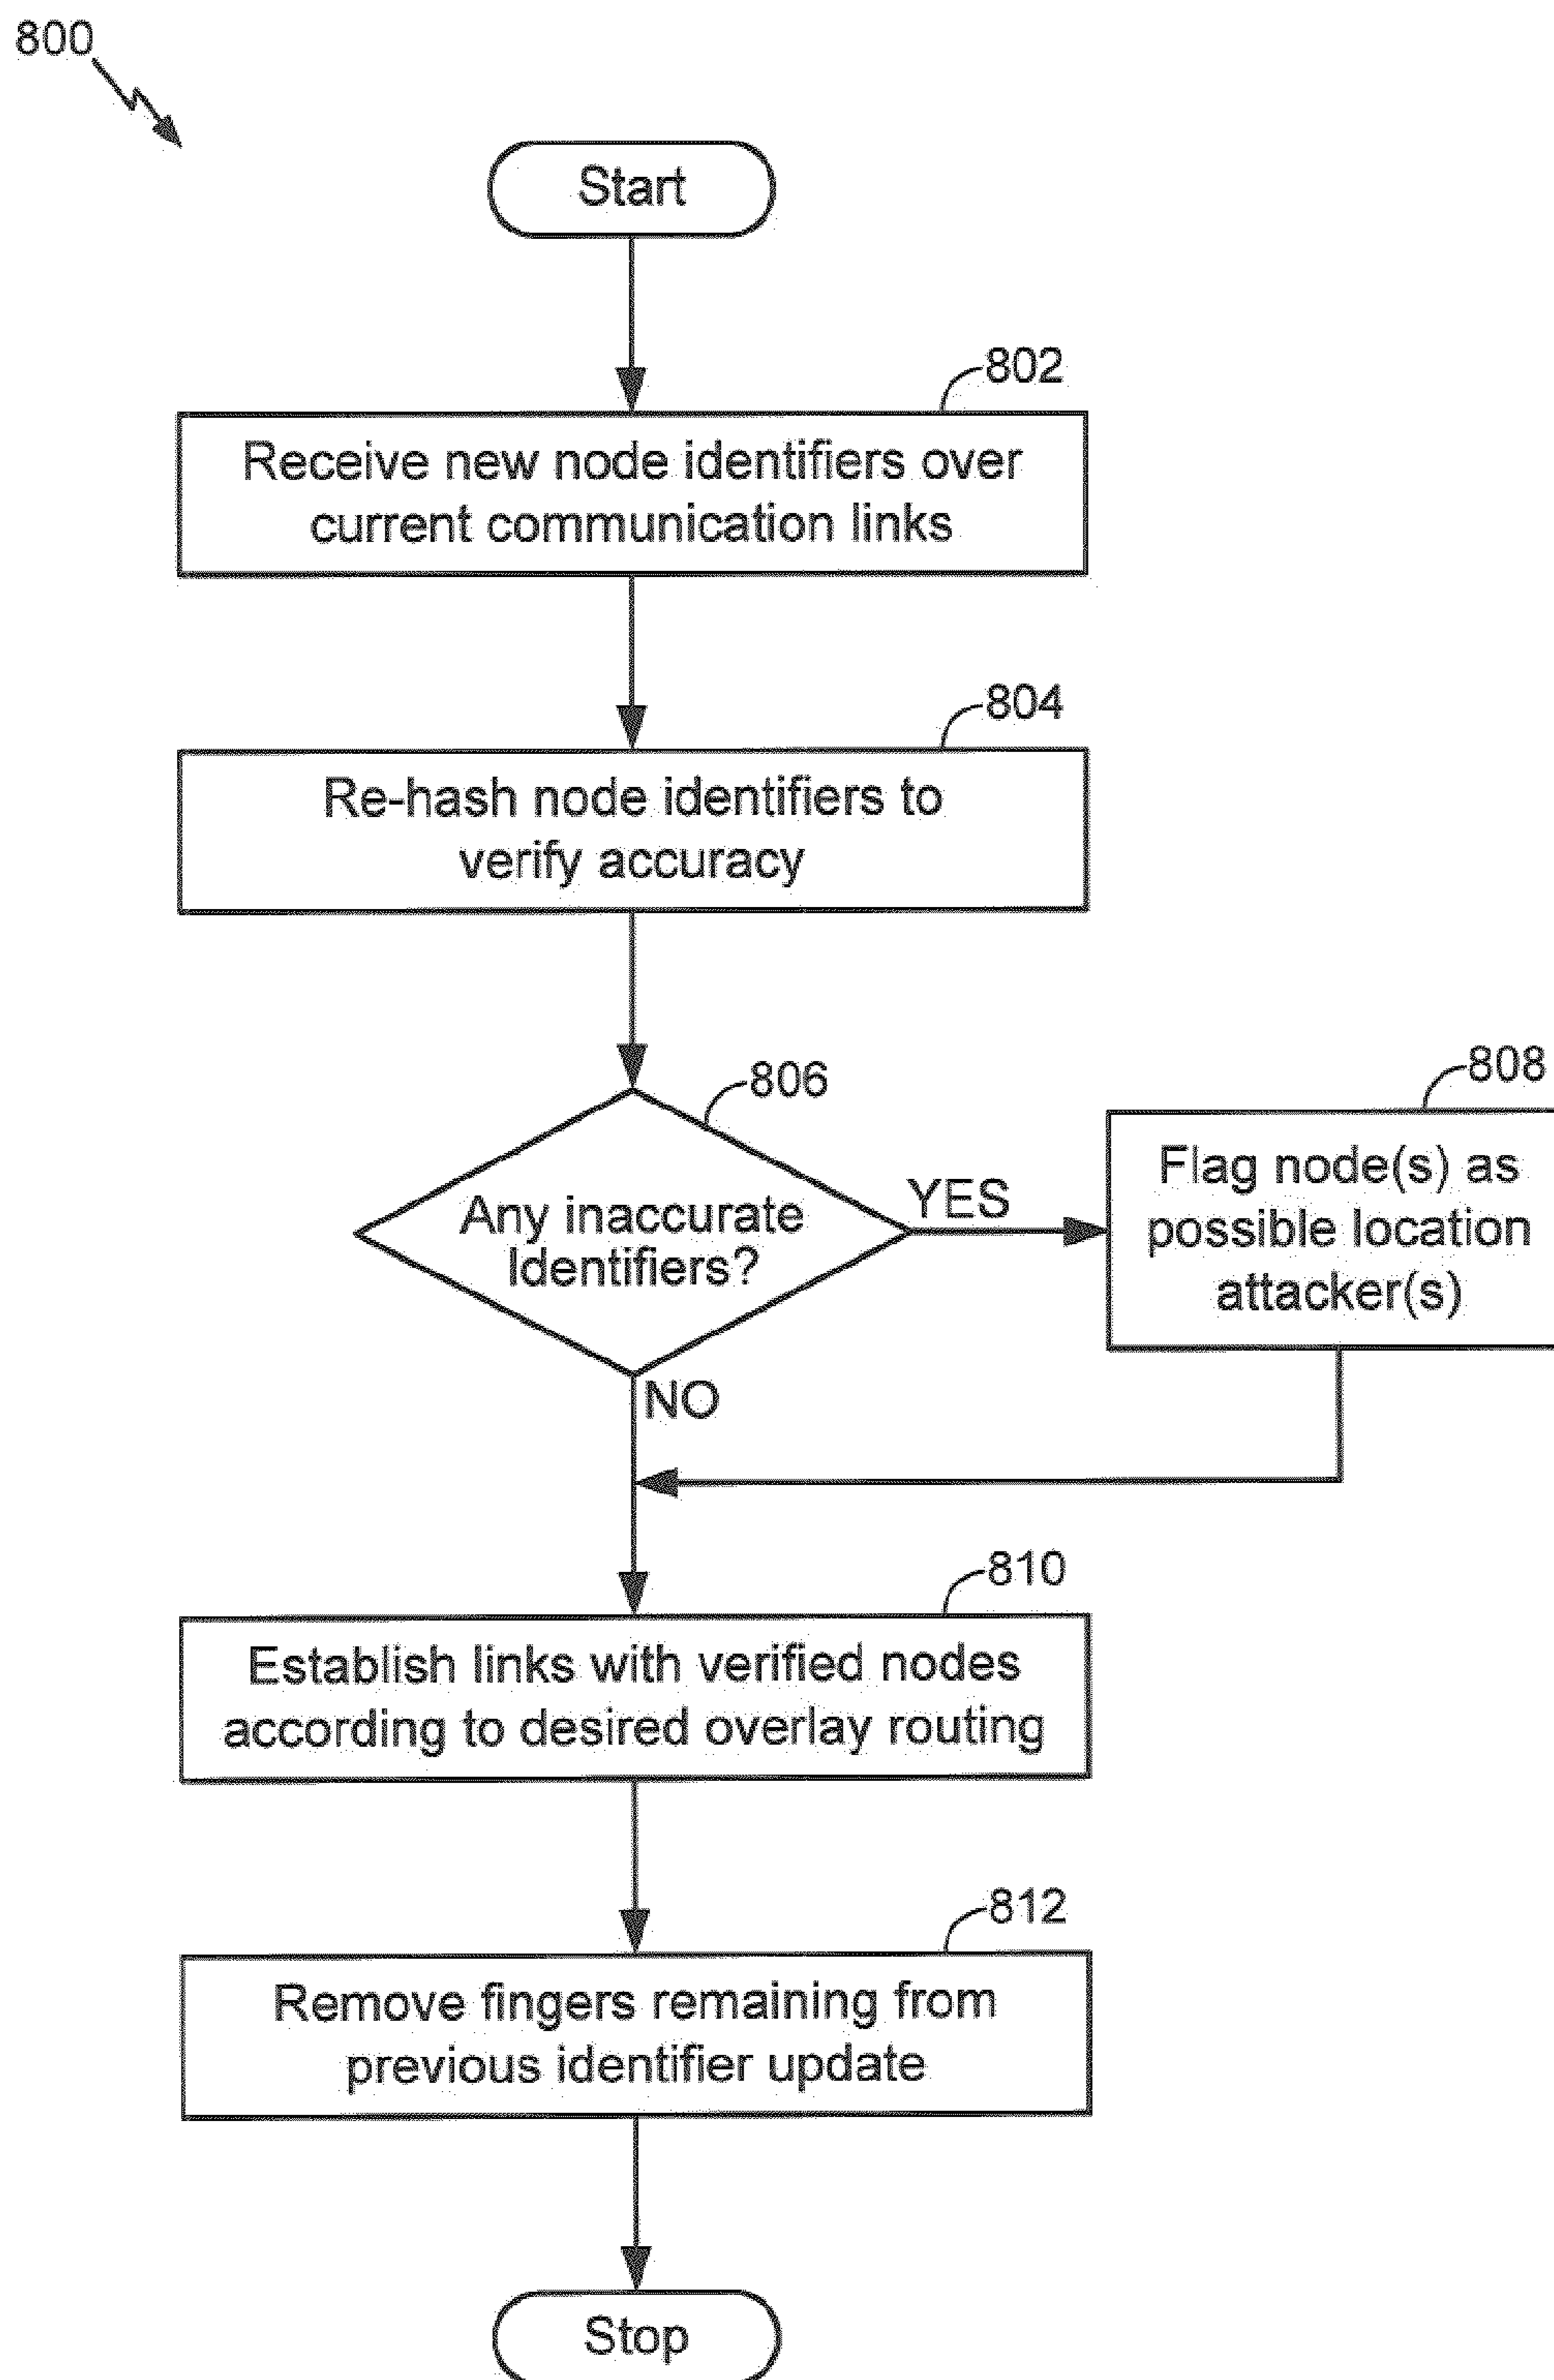 800
Start
802
Receive new node identifiers over
current communication links
804
Re-hash node identifiers to
verify accuracy
806
Any inaccurate
Identifiers?
YES
808
Flag node(s) as
possible location
attacker(s)
NO
810
Establish links with verified nodes
according to desired overlay routing
812
Remove fingers remaining from
previous identifier update
Stop